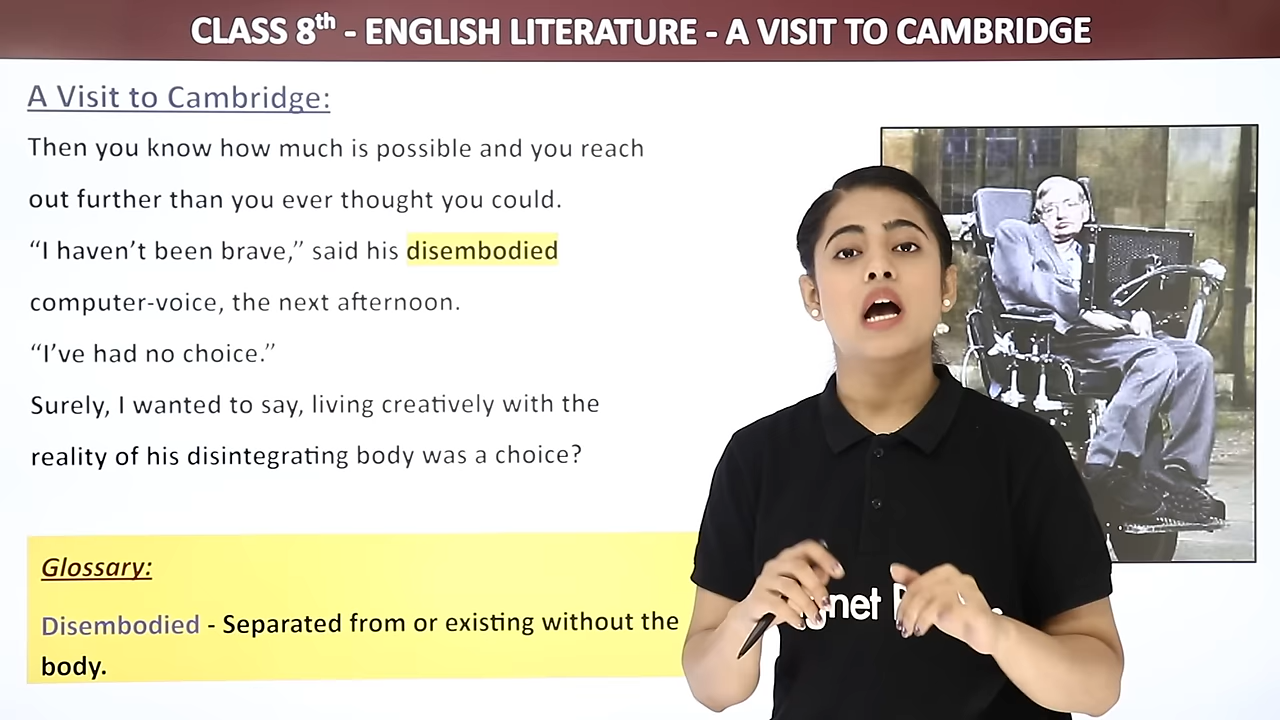 CLASS 8th - ENGLISH LITERATURE - A VISIT TO CAMBRIDGE
A Visit to Cambridge:
Then you know how much is possible and you reach
out further than you ever thought you could.
“I haven’t been brave,” said his disembodied
computer-voice, the next afternoon.
“I’ve had no choice.”
Surely, I wanted to say, living creatively with the
reality of his disintegrating body was a choice?
Glossary:
Disembodied - Separated from or existing without the
body.